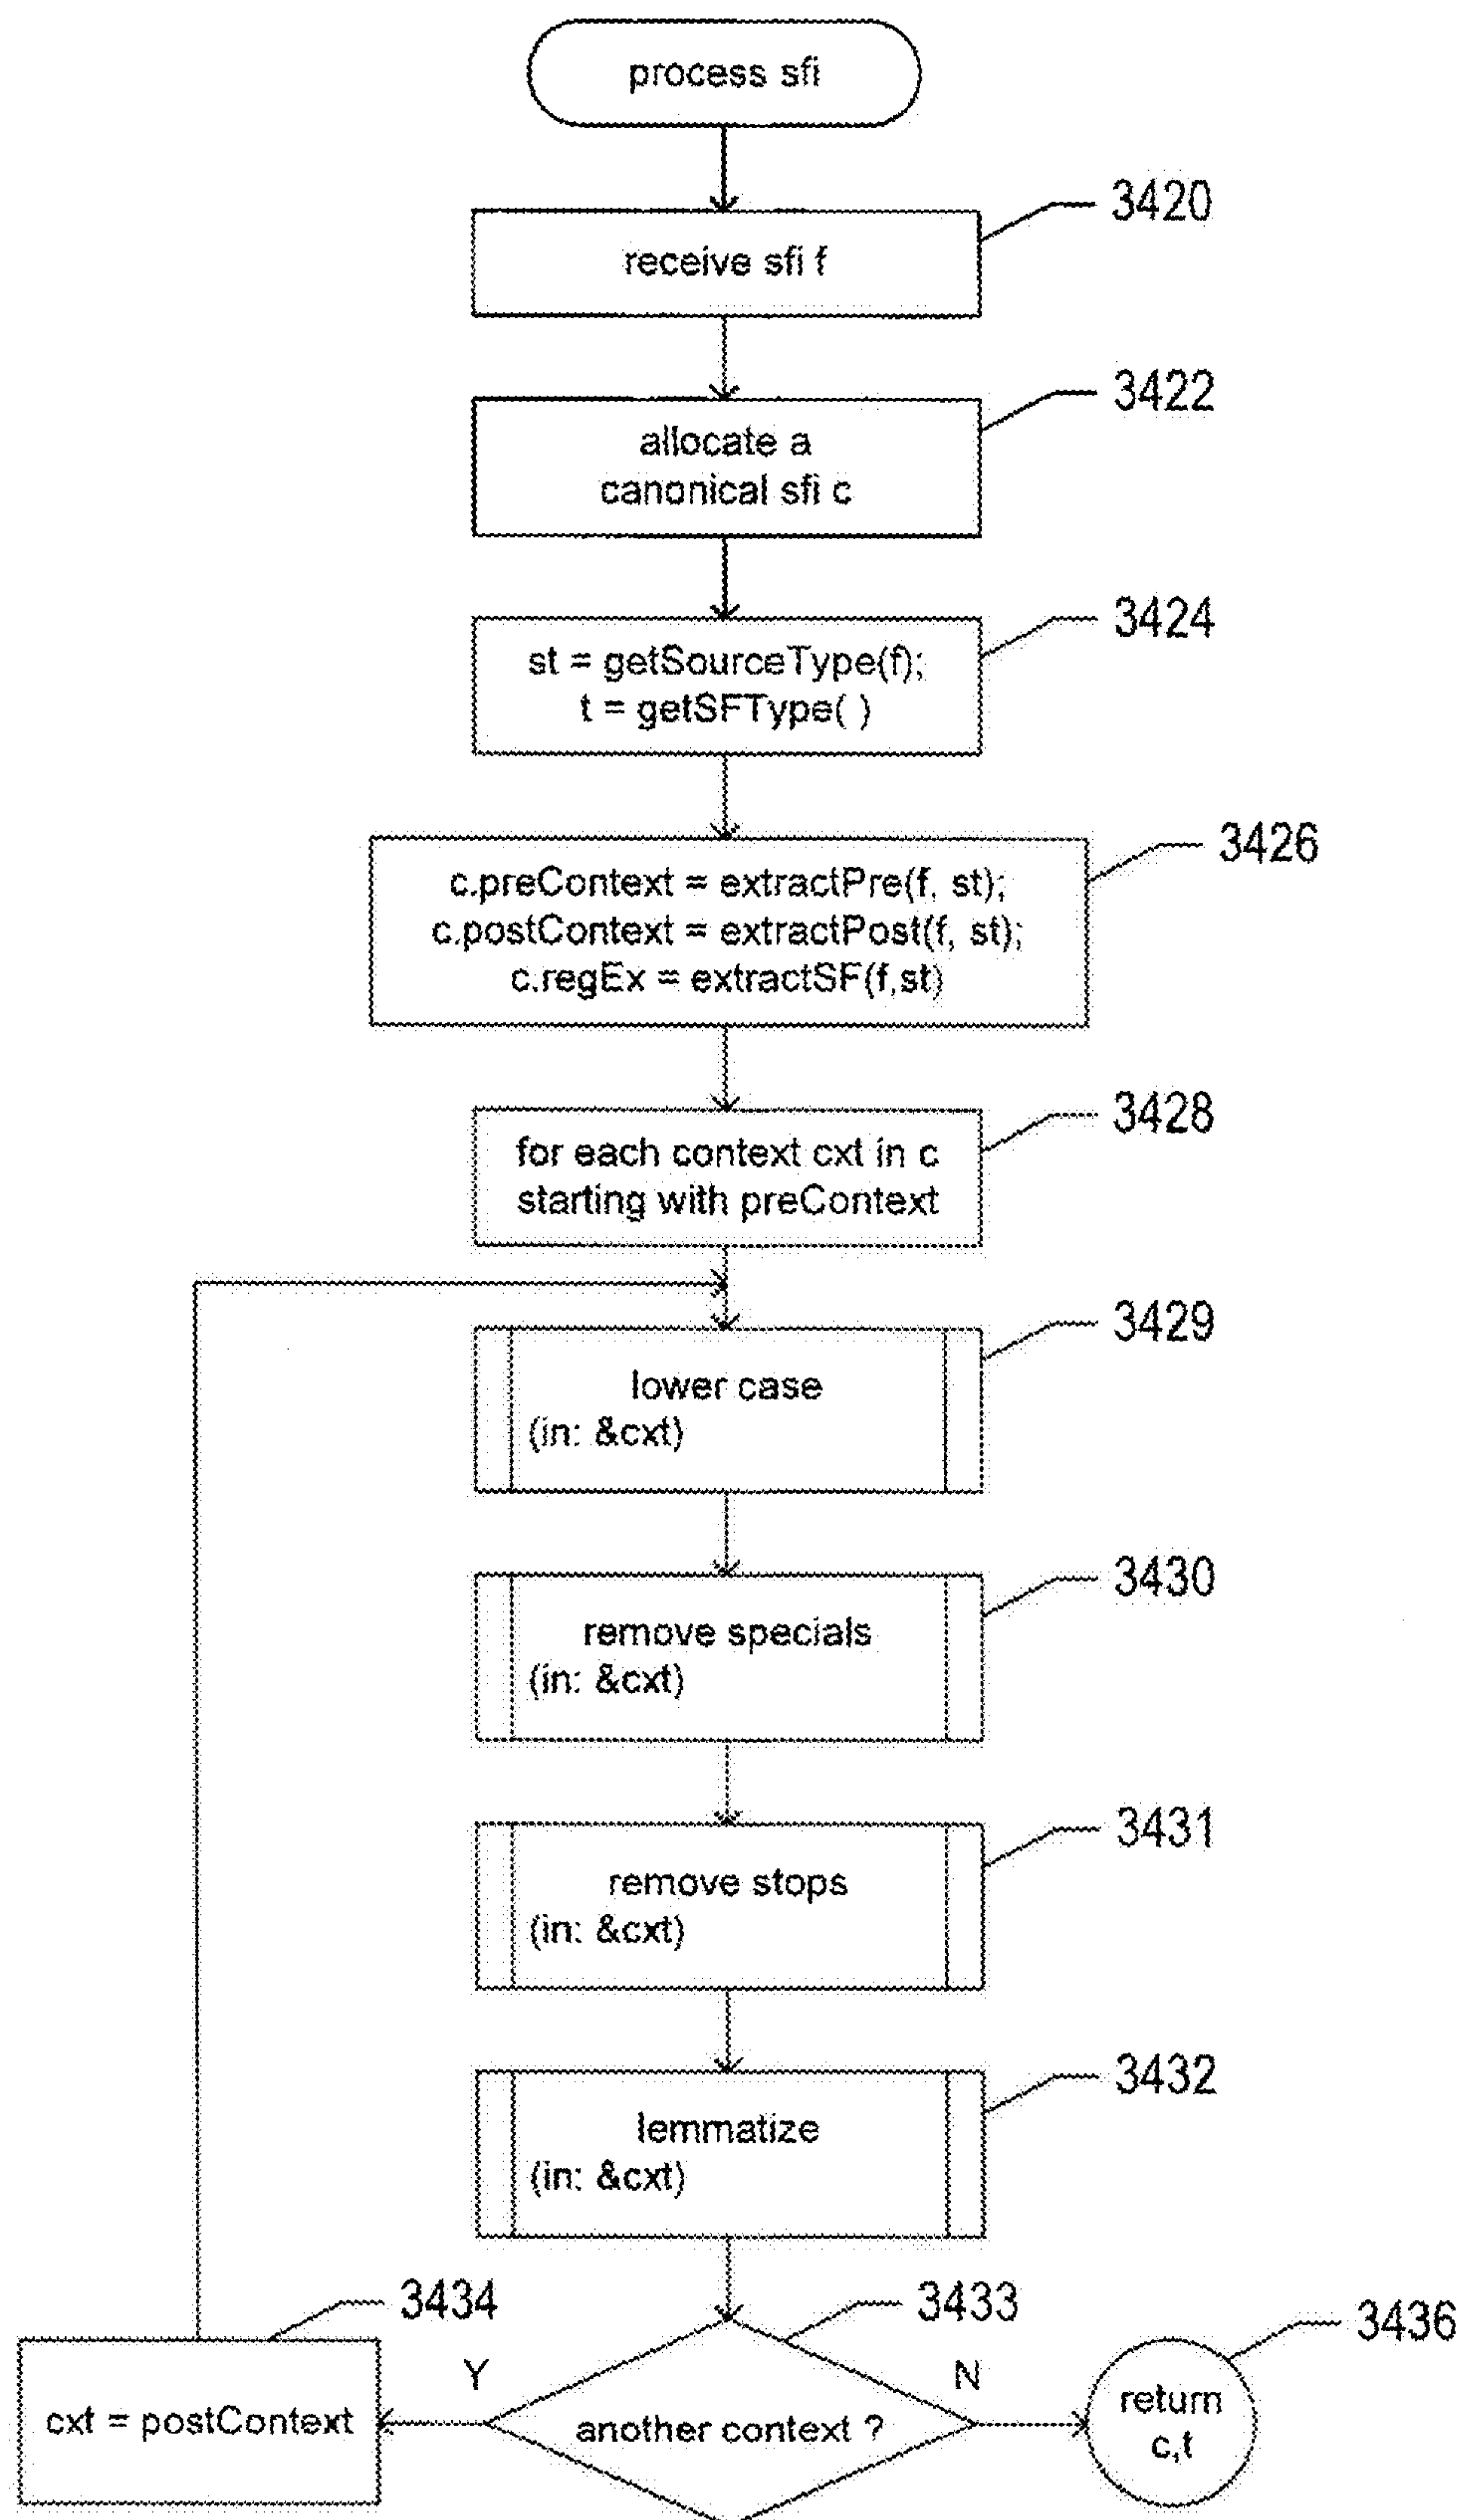 process sfi
3420
receive sfi f
3422
allocate a
canonical sfi c
3424
st = getSourceType(f);
t = getSFType( )
3426
c.preContext = extractPre(f, st);
c.postContext = extractPost(f, st);
c.regEx = extractSF(f,st)
3428
for each context cxt in c
starting with preContext
3429
lower case
(in: &cxt)
3430
remove specials
(in: &cxt)
3431
remove stops
(in: &cxt)
3432
lemmatize
(in: &cxt)
3434
3433
3436
Y
N
cxt = postContext
another context ?
return
c,t